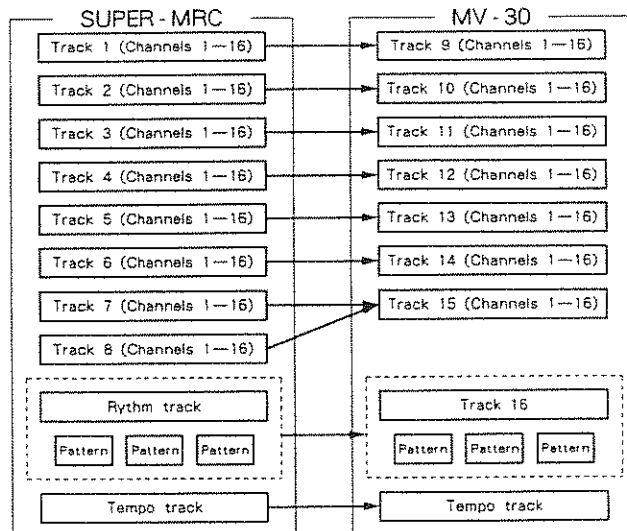 SUPER-MRC
MV-30
Track 1 (Channels 1—16)
Track 9 (Channels 1—16)
Track 2 (Channels 1—16)
Track 10 (Channels 1—16)
Track 3 (Channels 1—16)
Track 11 (Channels 1—16)
Track 4 (Channels 1—16)
Track 12 (Channels 1—16)
Track 5 (Channels 1—16)
Track 13 (Channels 1—16)
Track 6 (Channels 1—16)
Track 14 (Channels 1—16)
Track 7 (Channels 1—16)
Track 15 (Channels 1—16)
Track 8 (Channels 1—16)
Rythm track
Track 16
Pattern Pattern Pattern
Pattern Pattern Pattern
Tempo track
Tempo track